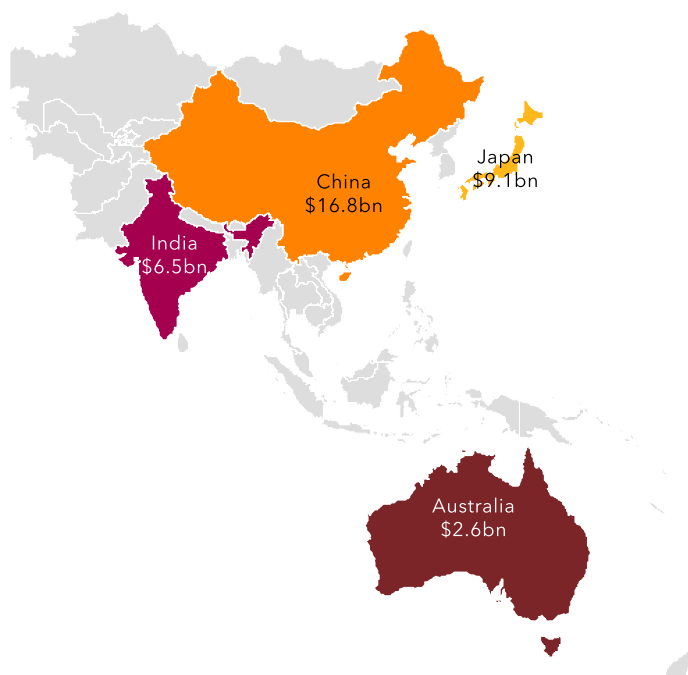 Japan
$9.1bn
China
$16.8bn
India
$6.5bn
Australia
$2.6bn